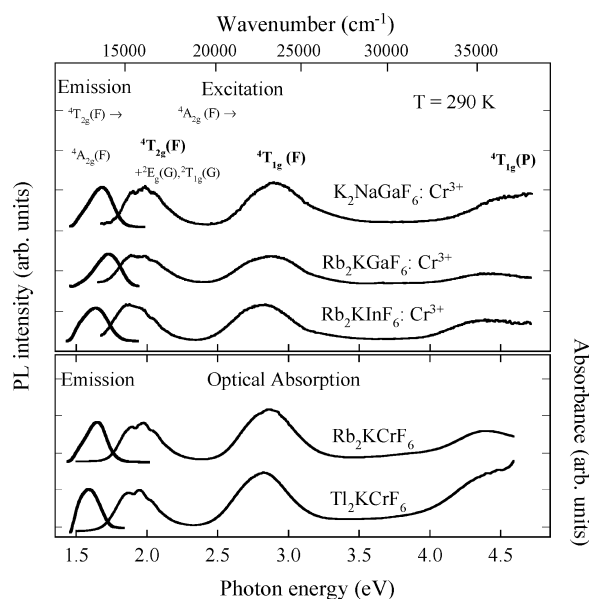 Wavenumber (cm⁻¹)
15000 20000 25000 30000 35000
Emission Excitation
⁴T₂g(F) → ⁴A₂g(F) → T = 290 K
⁴A₂g(F) ⁴T₂g(F) ⁴T₁g(F) ⁴T₁g(P)
+²Eg(G),²T₁g(G)
K₂NaGaF₆: Cr³⁺
Rb₂KGaF₆: Cr³⁺
Rb₂KInF₆: Cr³⁺
PL intensity (arb. units)
Emission Optical Absorption
Rb₂KCrF₆
Tl₂KCrF₆
Absorbance (arb. units)
1.5 2.0 2.5 3.0 3.5 4.0 4.5
Photon energy (eV)